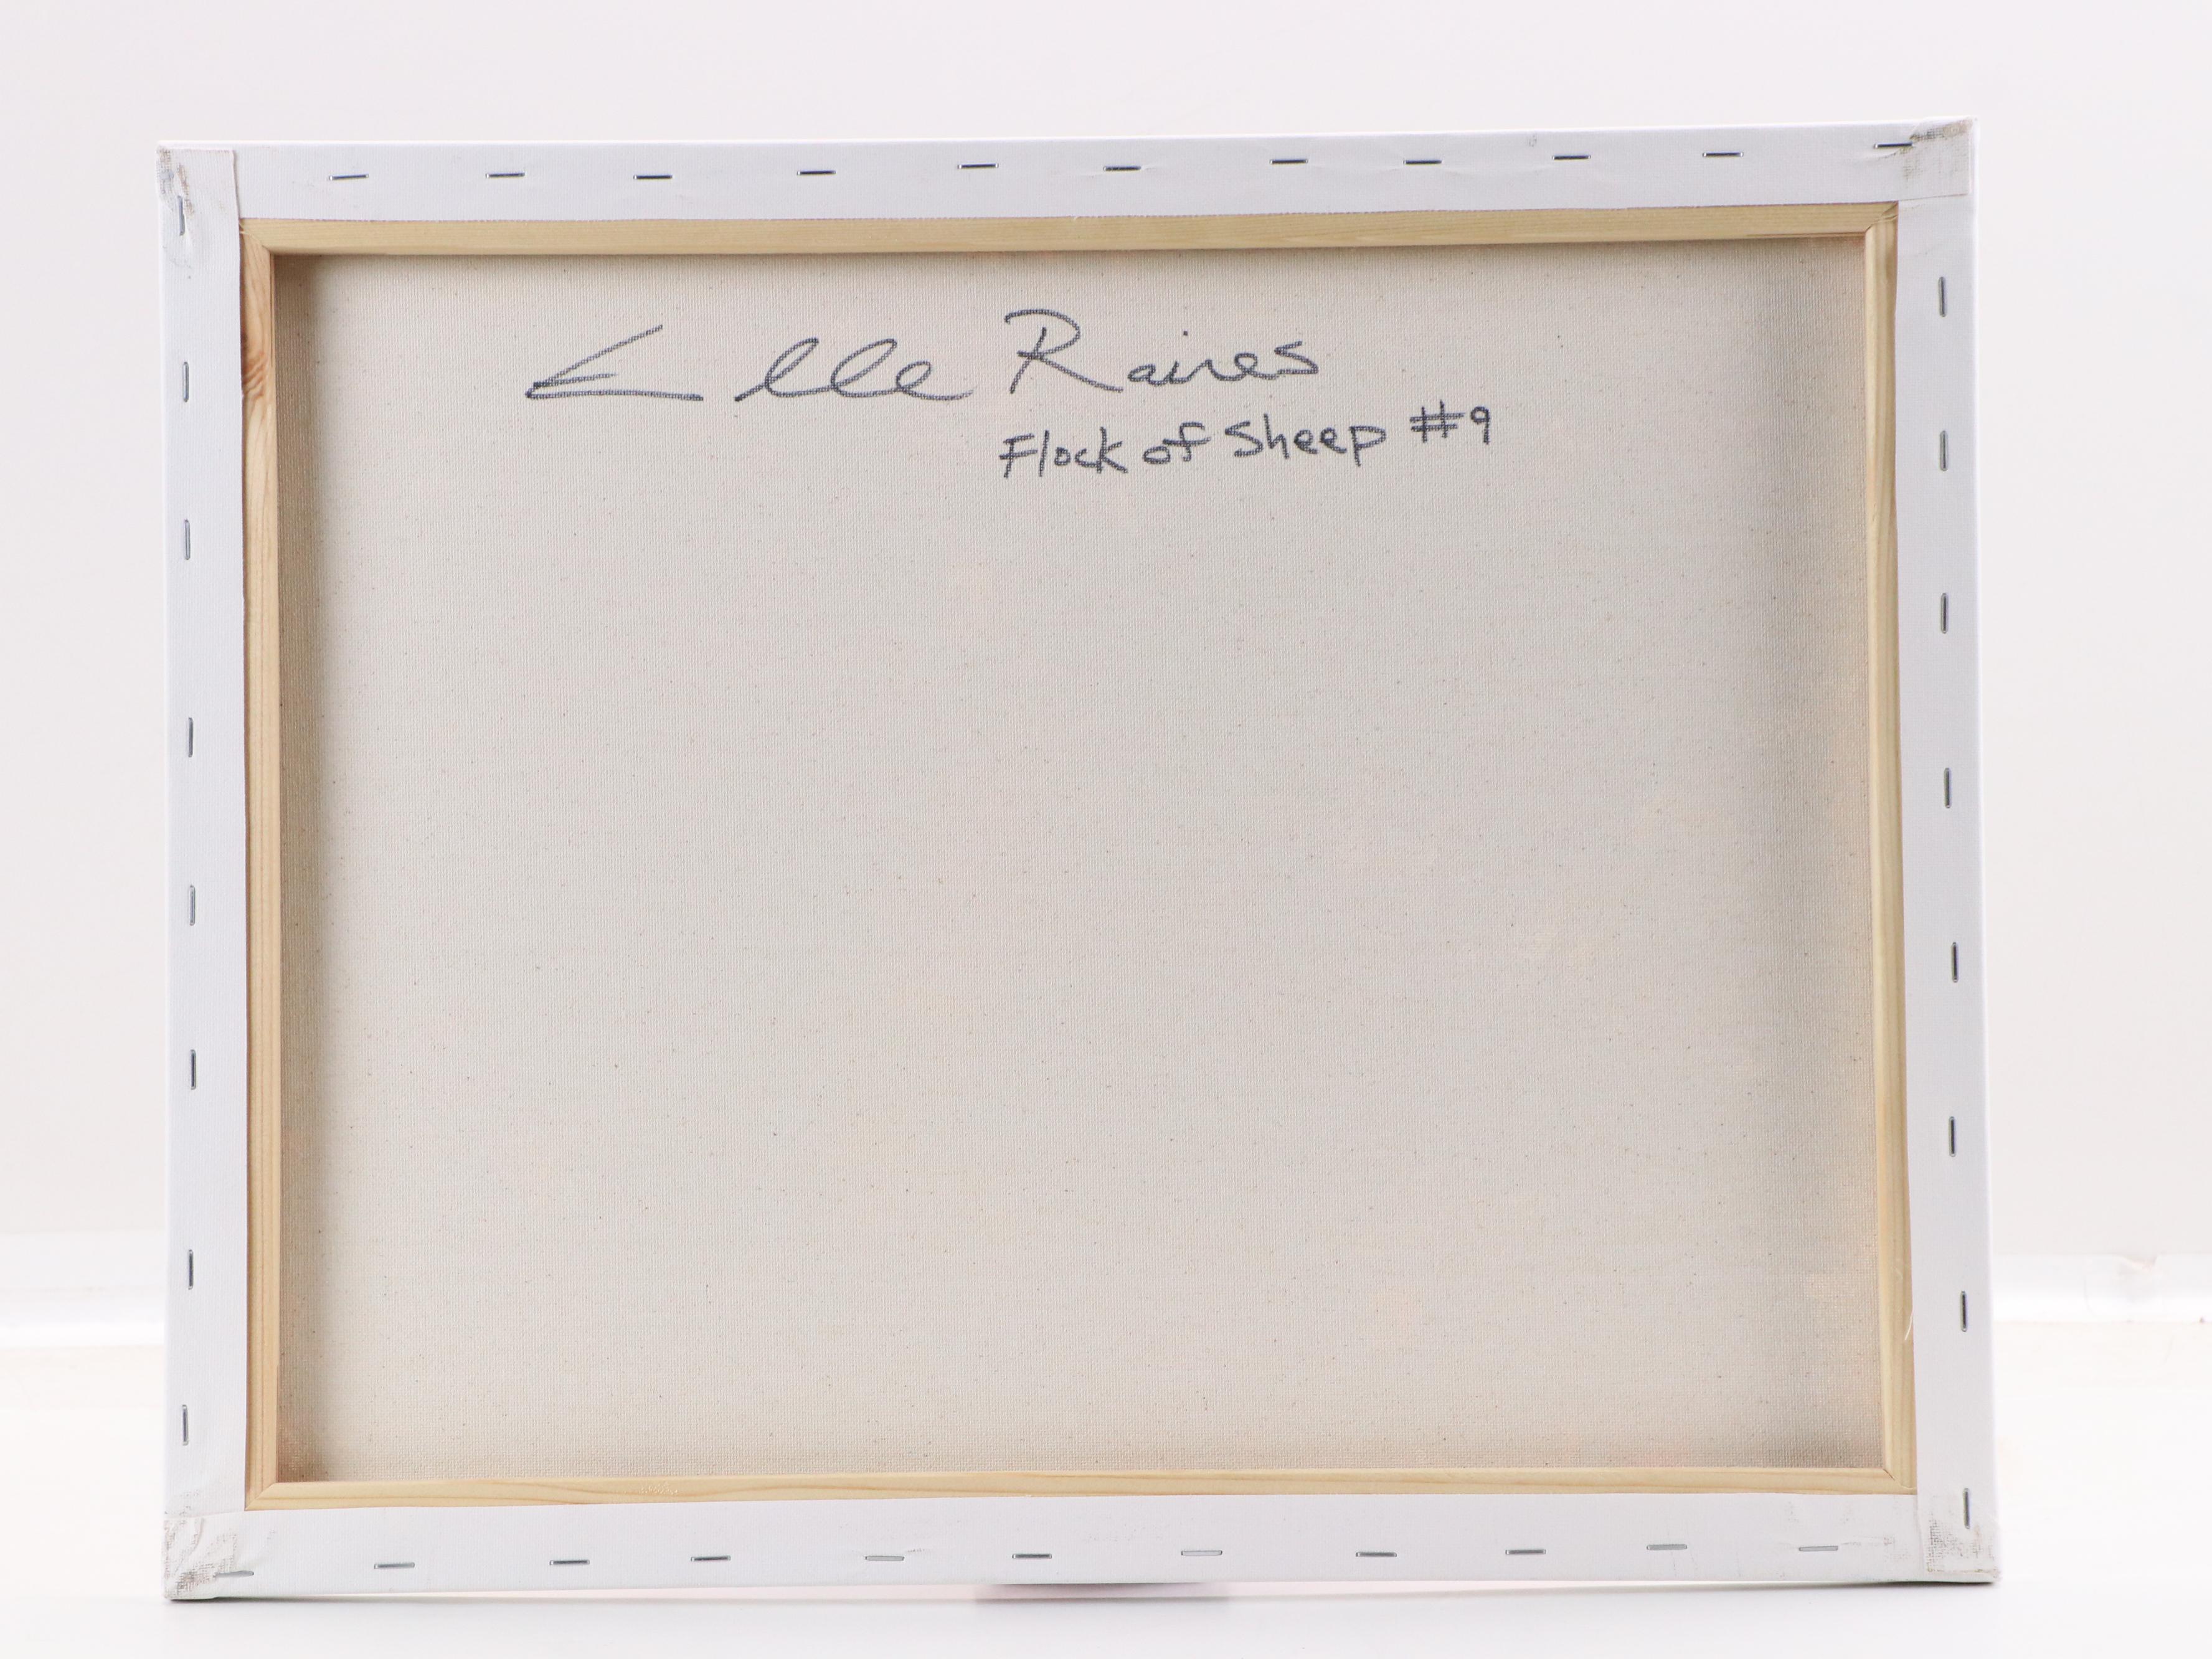 Elle Raines
Flock of Sheep #9